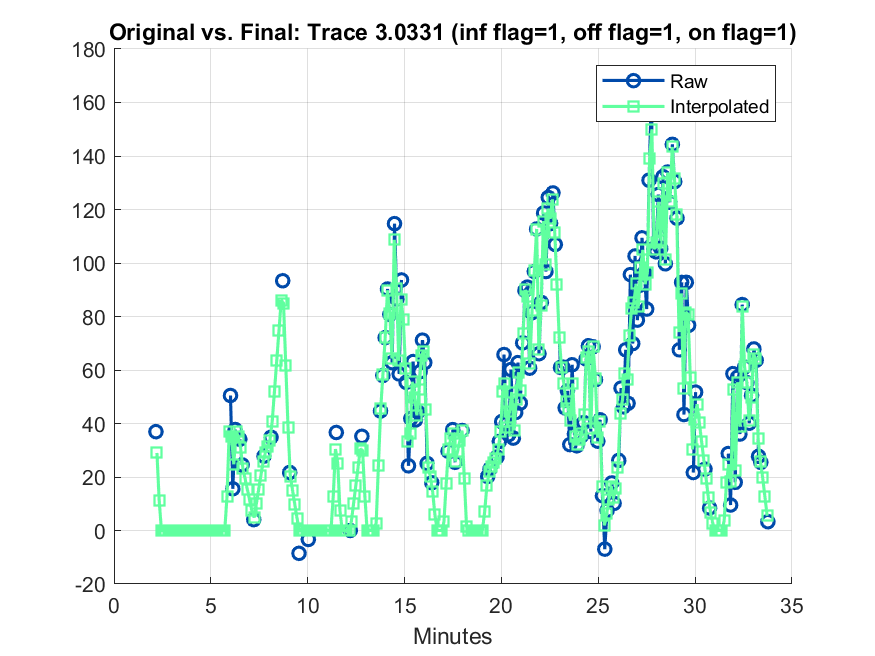 Original vs. Final: Trace 3.0331 (inf flag=1, off flag=1, on flag=1)
180
160
140
120
100
80
60
40
20
0
-20
Raw
Interpolated
0 5 10 15 20 25 30 35
Minutes